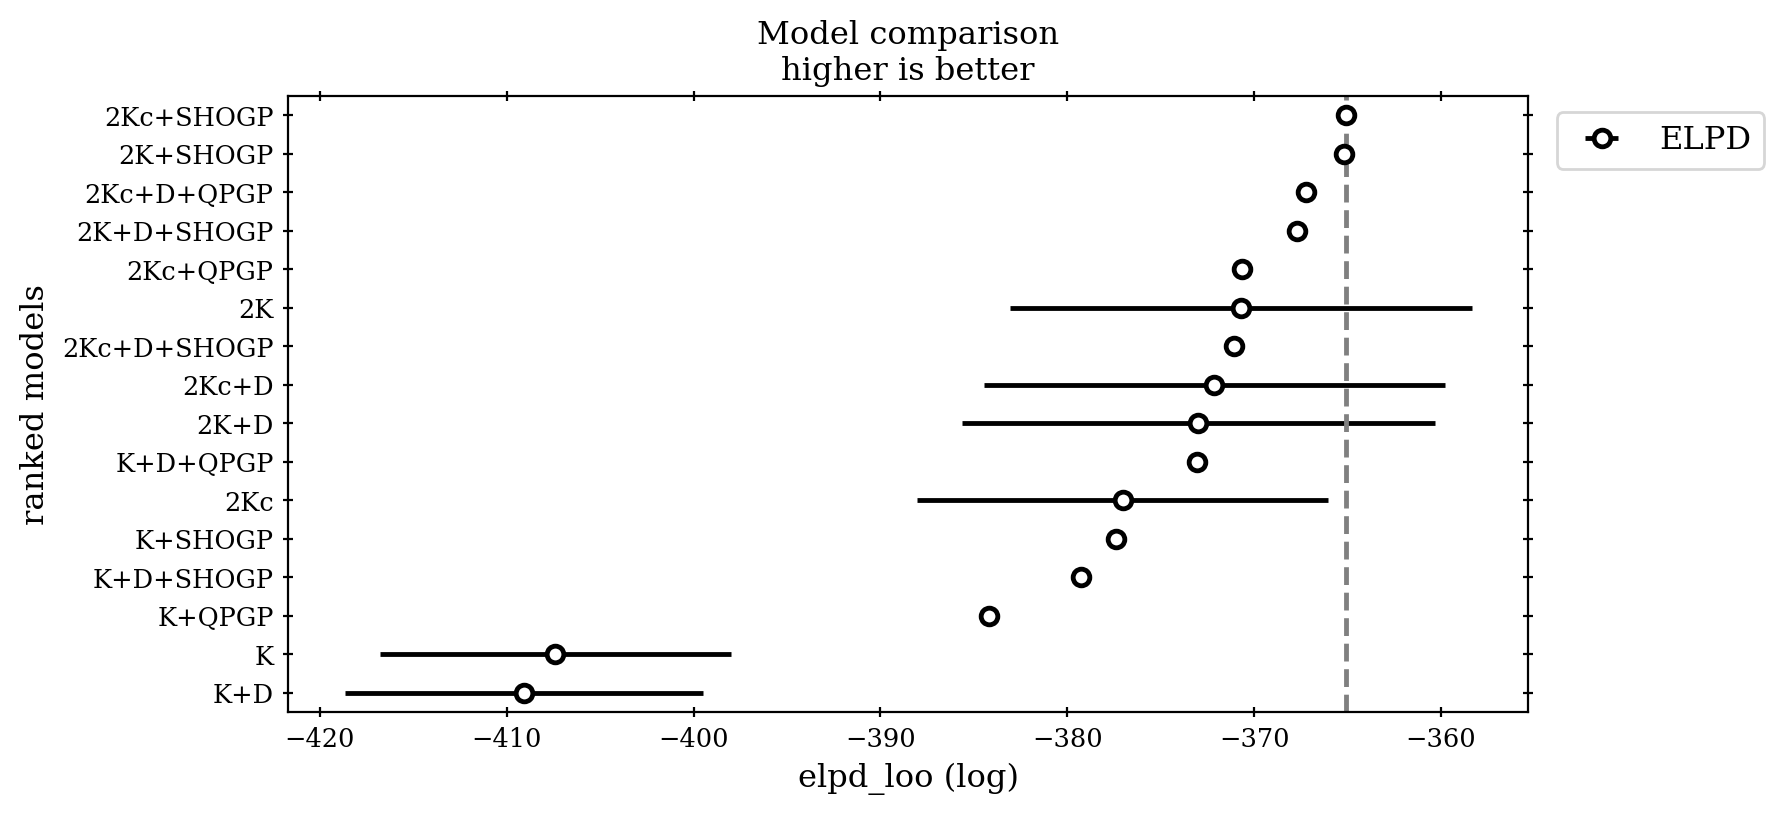 Model comparison
higher is better
2Kc+SHOGP
2K+SHOGP
2Kc+D+QPGP
2K+D+SHOGP
2Kc+QPGP
2K
2Kc+D+SHOGP
2Kc+D
2K+D
K+D+QPGP
2Kc
K+SHOGP
K+D+SHOGP
K+QPGP
K
K+D
ranked models
−420 −410 −400 −390 −380 −370 −360
elpd_loo (log)
ELPD